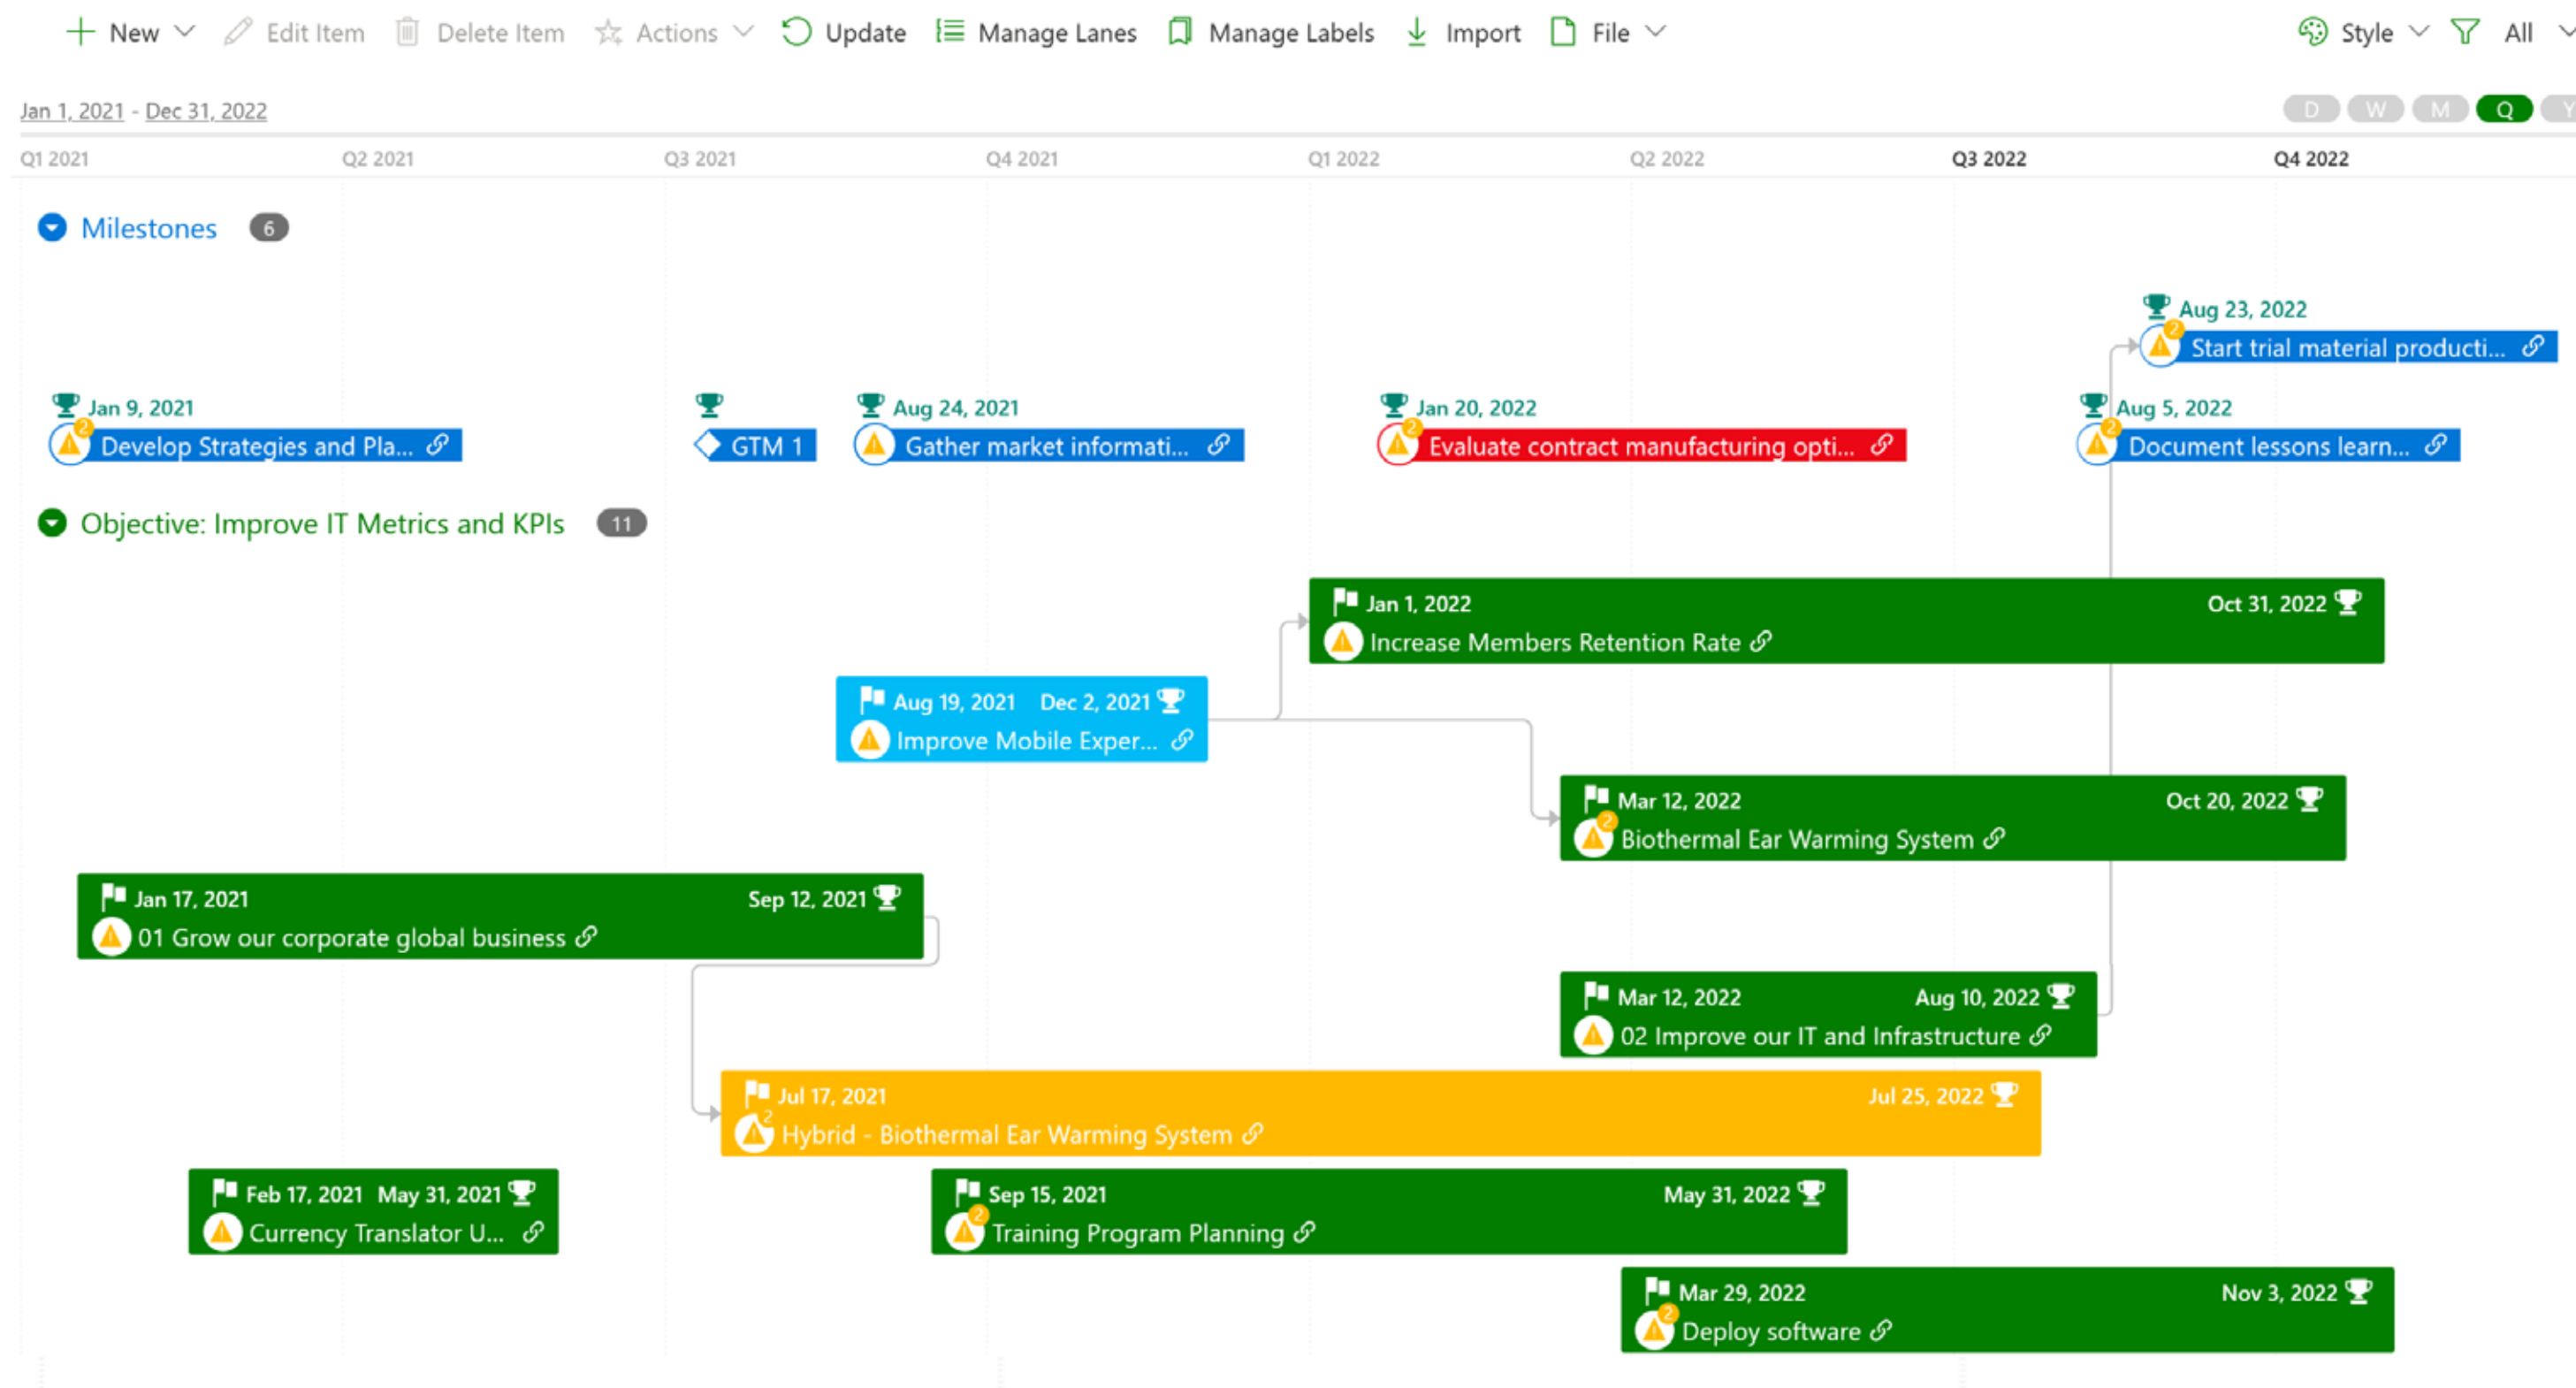 New Edit Item Delete Item Actions Update Manage Lanes Manage Labels Import File Style All
Jan 1, 2021 - Dec 31, 2022 D W M Q Y
Q1 2021 Q2 2021 Q3 2021 Q4 2021 Q1 2022 Q2 2022 Q3 2022 Q4 2022
Milestones 6
Aug 23, 2022
2 Start trial material producti...
Jan 9, 2021 Aug 24, 2021 Jan 20, 2022 Aug 5, 2022
2 Develop Strategies and Pla... GTM 1 Gather market informati... 2 Evaluate contract manufacturing opti... 2 Document lessons learn...
Objective: Improve IT Metrics and KPIs 11
Jan 1, 2022 Oct 31, 2022
Increase Members Retention Rate
Aug 19, 2021 Dec 2, 2021
Improve Mobile Exper...
Mar 12, 2022 Oct 20, 2022
2 Biothermal Ear Warming System
Jan 17, 2021 Sep 12, 2021
01 Grow our corporate global business
Mar 12, 2022 Aug 10, 2022
02 Improve our IT and Infrastructure
Jul 17, 2021 Jul 25, 2022
2 Hybrid - Biothermal Ear Warming System
Feb 17, 2021 May 31, 2021 Sep 15, 2021 May 31, 2022
Currency Translator U... 2 Training Program Planning
Mar 29, 2022 Nov 3, 2022
2 Deploy software